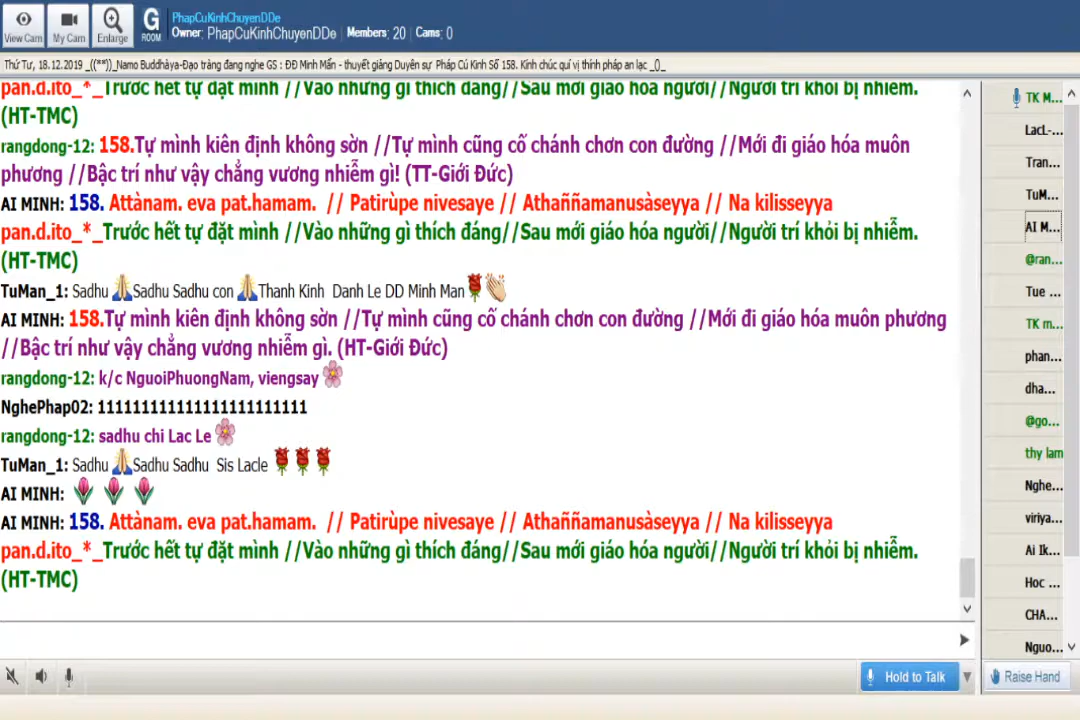 PhapCuKinhChuyenDDe
G
ROOM
Owner: PhapCuKinhChuyenDDe Members: 20 Cams: 0
View Cam My Cam Enlarge
Thứ Tư, 18.12.2019 _((**))_Namo Buddhàya-Đạo tràng đang nghe GS : ĐĐ Minh Mẫn - thuyết giảng Duyên sự Pháp Cú Kinh Số 158. Kính chúc quí vị thính pháp an lạc _()_
pan.d.ito_*_Trước hết tự đặt mình //Vào những gì thích đáng//Sau mới giáo hóa người//Người trí khỏi bị nhiễm.
(HT-TMC)
rangdong-12: 158.Tự mình kiên định không sờn //Tự mình cũng cố chánh chơn con đường //Mới đi giáo hóa muôn
phương //Bậc trí như vậy chẳng vương nhiễm gì! (TT-Giới Đức)
AI MINH: 158. Attànam. eva pat.hamam. // Patirùpe nivesaye // Athaññamanusàseyya // Na kilisseyya
pan.d.ito_*_Trước hết tự đặt mình //Vào những gì thích đáng//Sau mới giáo hóa người//Người trí khỏi bị nhiễm.
(HT-TMC)
TuMan_1: Sadhu 🙏Sadhu Sadhu con 🙏Thanh Kinh Danh Le DD Minh Man🌹👏
AI MINH: 158.Tự mình kiên định không sờn //Tự mình cũng cố chánh chơn con đường //Mới đi giáo hóa muôn phương
//Bậc trí như vậy chẳng vương nhiễm gì. (HT-Giới Đức)
rangdong-12: k/c NguoiPhuongNam, viengsay 🌸
NghePhap02: 111111111111111111111111
rangdong-12: sadhu chi Lac Le 🌸
TuMan_1: Sadhu 🙏Sadhu Sadhu Sis Lacle 🌹🌹🌹
AI MINH: 🌷 🌷 🌷
AI MINH: 158. Attànam. eva pat.hamam. // Patirùpe nivesaye // Athaññamanusàseyya // Na kilisseyya
pan.d.ito_*_Trước hết tự đặt mình //Vào những gì thích đáng//Sau mới giáo hóa người//Người trí khỏi bị nhiễm.
(HT-TMC)
TK M...
LacL-...
Tran...
TuM...
AI M...
@ran...
Tue ...
TK m...
phan...
dha...
@go...
thy lam
Nghe...
viriya...
Ai Ik...
Hoc ...
CHA...
Nguo...
Hold to Talk
Raise Hand